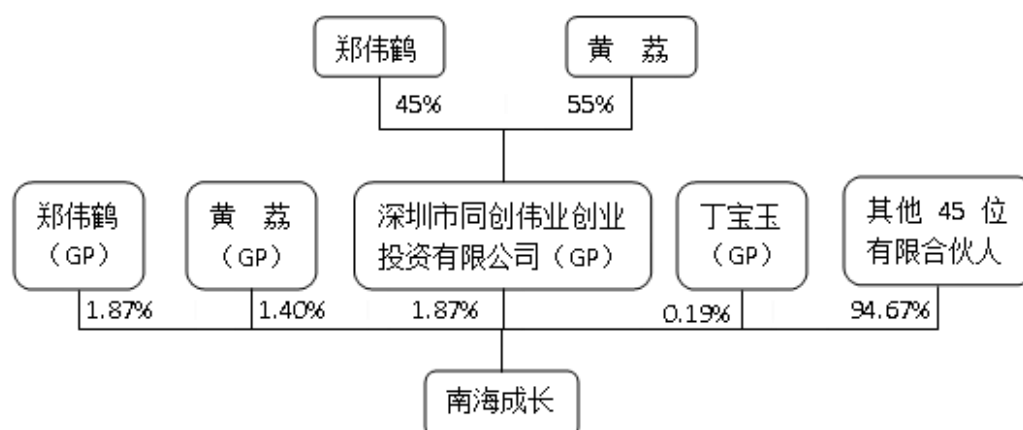 郑伟鹤
黄 荔
45%
55%
郑伟鹤
（GP）
黄 荔
（GP）
深圳市同创伟业创业
投资有限公司（GP）
丁宝玉
（GP）
其他 45 位
有限合伙人
1.87%
1.40%
1.87%
0.19%
94.67%
南海成长